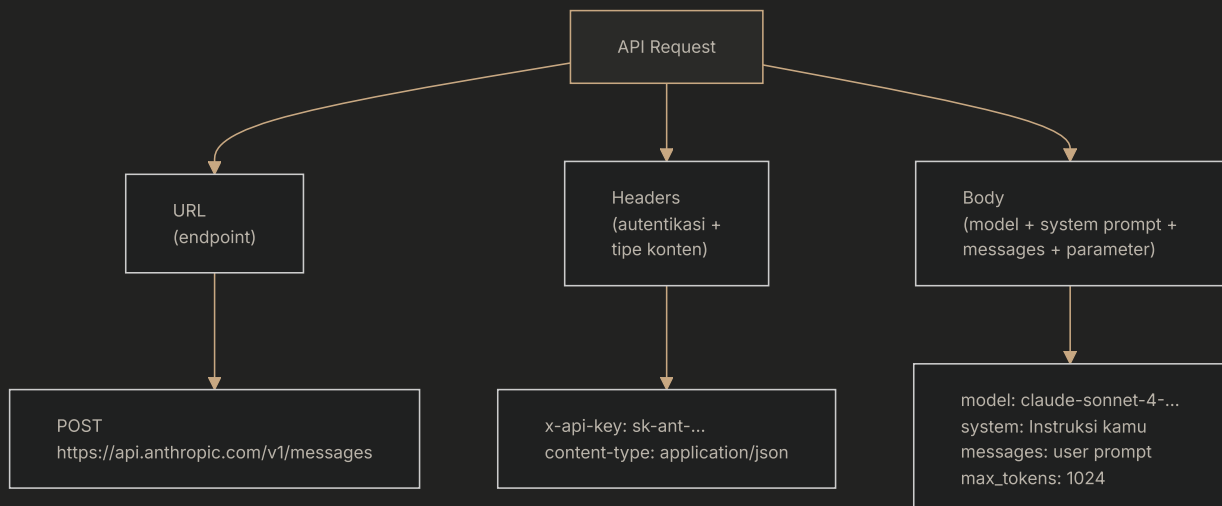 API Request
URL
(endpoint)
Headers
(autentikasi +
tipe konten)
Body
(model + system prompt +
messages + parameter)
POST
https://api.anthropic.com/v1/messages
x-api-key: sk-ant-...
content-type: application/json
model: claude-sonnet-4-...
system: Instruksi kamu
messages: user prompt
max_tokens: 1024